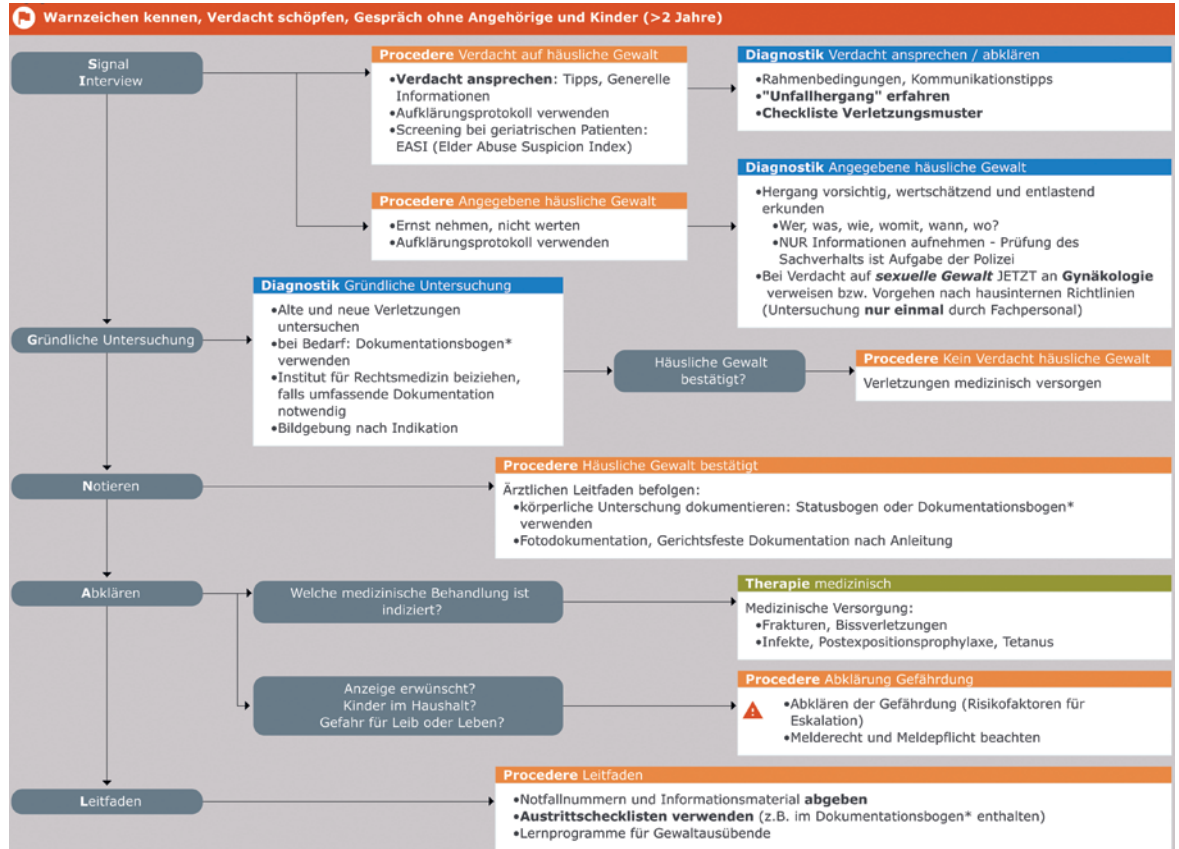 Warnzeichen kennen, Verdacht schöpfen, Gespräch ohne Angehörige und Kinder (>2 Jahre)
Signal
Interview
Procedere Verdacht auf häusliche Gewalt
•Verdacht ansprechen: Tipps, Generelle
Informationen
•Aufklärungsprotokoll verwenden
•Screening bei geriatrischen Patienten:
EASI (Elder Abuse Suspicion Index)
Diagnostik Verdacht ansprechen / abklären
•Rahmenbedingungen, Kommunikationstipps
•"Unfallhergang" erfahren
•Checkliste Verletzungsmuster
Procedere Angegebene häusliche Gewalt
•Ernst nehmen, nicht werten
•Aufklärungsprotokoll verwenden
Diagnostik Angegebene häusliche Gewalt
•Hergang vorsichtig, wertschätzend und entlastend
erkunden
•Wer, was, wie, womit, wann, wo?
•NUR Informationen aufnehmen - Prüfung des
Sachverhalts ist Aufgabe der Polizei
•Bei Verdacht auf sexuelle Gewalt JETZT an Gynäkologie
verweisen bzw. Vorgehen nach hausinternen Richtlinien
(Untersuchung nur einmal durch Fachpersonal)
Gründliche Untersuchung
Diagnostik Gründliche Untersuchung
•Alte und neue Verletzungen
untersuchen
•bei Bedarf: Dokumentationsbogen*
verwenden
•Institut für Rechtsmedizin beiziehen,
falls umfassende Dokumentation
notwendig
•Bildgebung nach Indikation
Häusliche Gewalt
bestätigt?
Procedere Kein Verdacht häusliche Gewalt
Verletzungen medizinisch versorgen
Notieren
Procedere Häusliche Gewalt bestätigt
Ärztlichen Leitfaden befolgen:
•körperliche Unterschung dokumentieren: Statusbogen oder Dokumentationsbogen*
verwenden
•Fotodokumentation, Gerichtsfeste Dokumentation nach Anleitung
Abklären
Welche medizinische Behandlung ist
indiziert?
Therapie medizinisch
Medizinische Versorgung:
•Frakturen, Bissverletzungen
•Infekte, Postexpositionsprophylaxe, Tetanus
Anzeige erwünscht?
Kinder im Haushalt?
Gefahr für Leib oder Leben?
Procedere Abklärung Gefährdung
•Abklären der Gefährdung (Risikofaktoren für
Eskalation)
•Melderecht und Meldepflicht beachten
Leitfaden
Procedere Leitfaden
•Notfallnummern und Informationsmaterial abgeben
•Austrittschecklisten verwenden (z.B. im Dokumentationsbogen* enthalten)
•Lernprogramme für Gewaltausübende